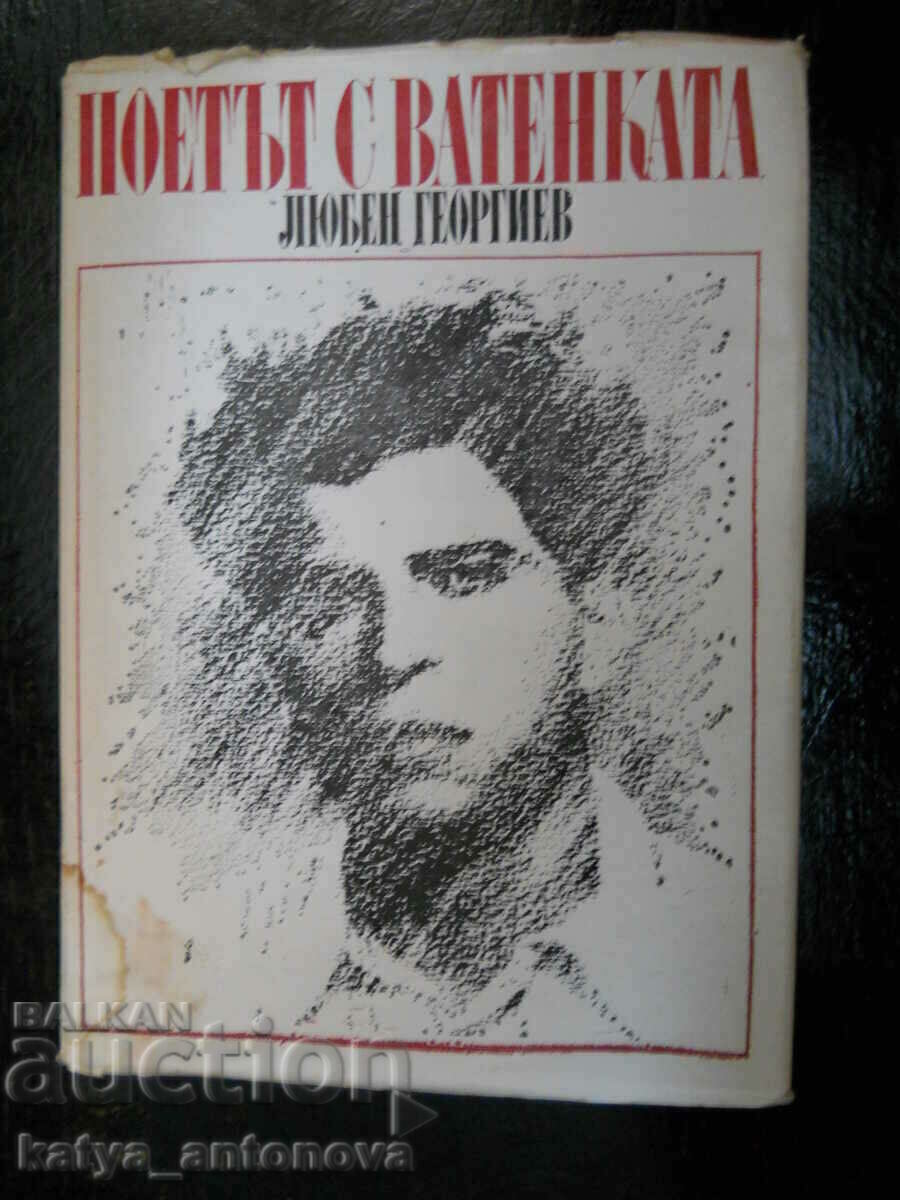 ПОЕТЪТ С ВАТЕНКАТА
ЛЮБЕН ГЕОРГИЕВ
BALKAN
auction
katya_antonova